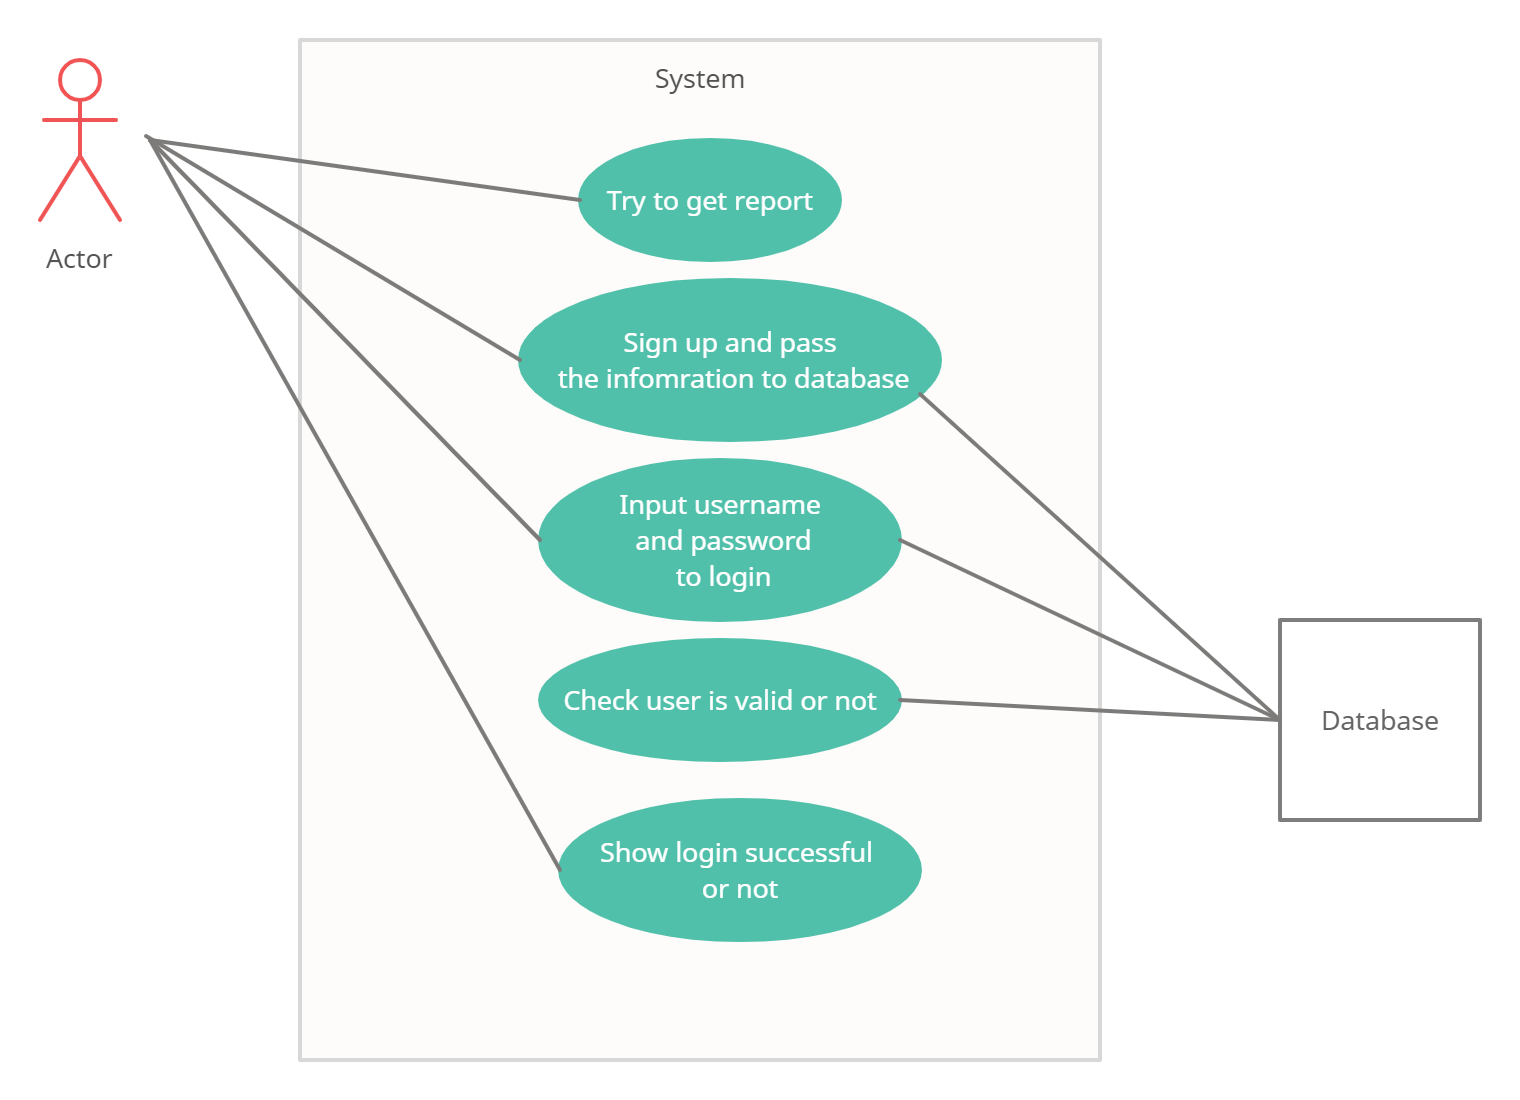 System
Actor
Try to get report
Sign up and pass
the infomration to database
Input username
and password
to login
Check user is valid or not
Database
Show login successful
or not